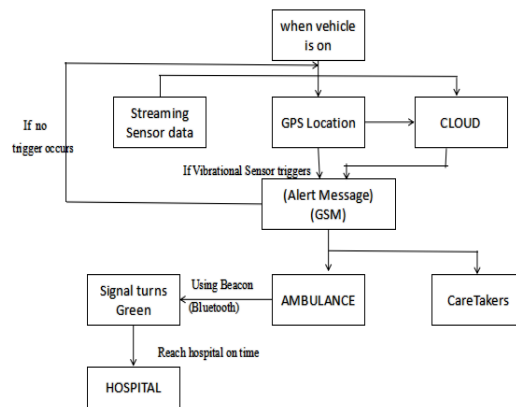 when vehicle
is on
Streaming
Sensor data
GPS Location
CLOUD
If no
trigger occurs
If Vibrational Sensor triggers
(Alert Message)
(GSM)
Signal turns
Green
Using Beacon
(Bluetooth)
AMBULANCE
CareTakers
Reach hospital on time
HOSPITAL